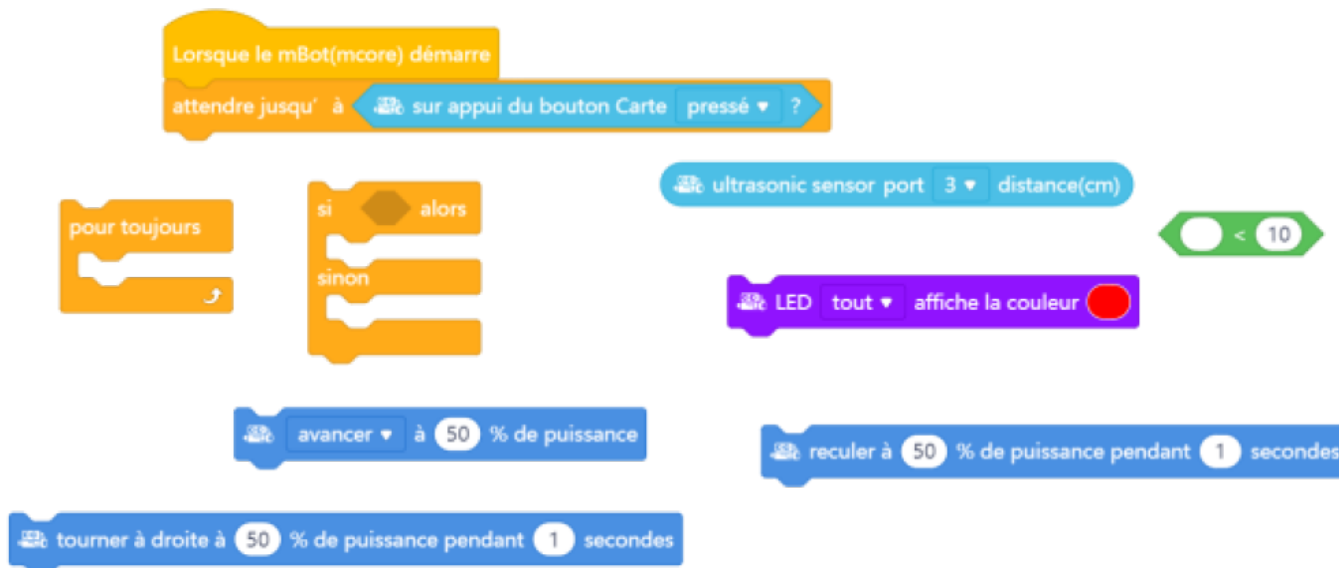 Lorsque le mBot(mcore) démarre
attendre jusqu' à sur appui du bouton Carte pressé ?
ultrasonic sensor port 3 distance(cm)
si alors
pour toujours
< 10
sinon
LED tout affiche la couleur
avancer à 50 % de puissance
reculer à 50 % de puissance pendant 1 secondes
tourner à droite à 50 % de puissance pendant 1 secondes